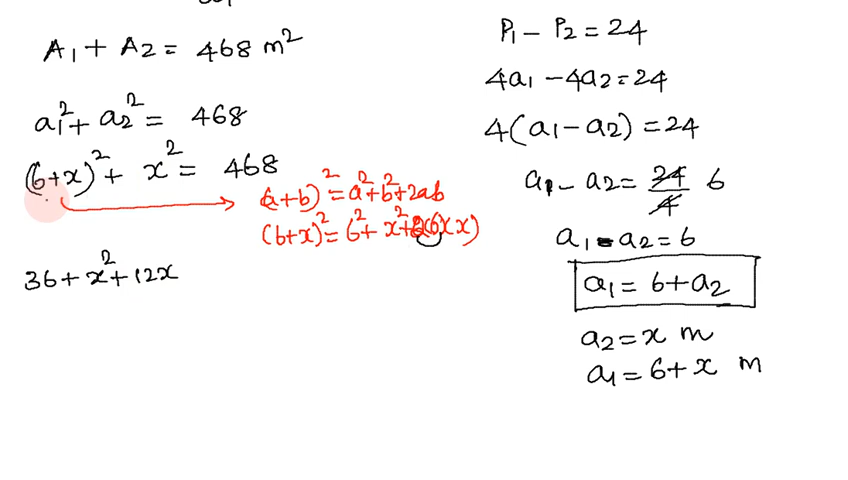 A₁ + A₂ = 468 m²
a₁² + a₂² = 468
(6+x)² + x² = 468
(a+b)² = a²+b²+2ab
(6+x)² = 6² + x² + 2(6)(x)
36 + x² + 12x
P₁ - P₂ = 24
4a₁ - 4a₂ = 24
4(a₁ - a₂) = 24
a₁ - a₂ = 24/4 6
a₁ - a₂ = 6
a₁ = 6 + a₂
a₂ = x m
a₁ = 6 + x m